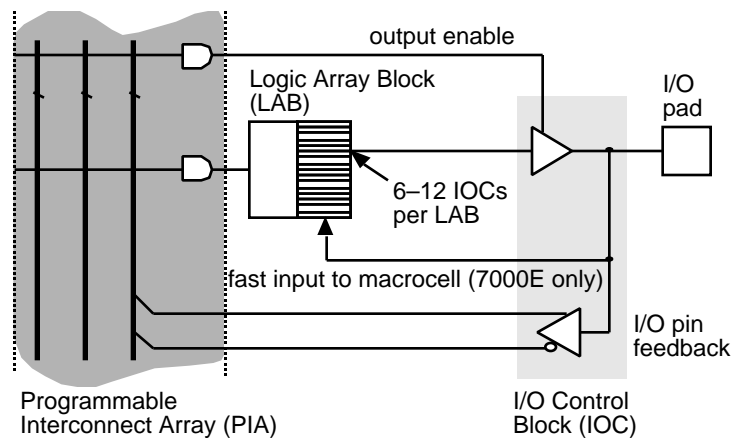 output enable
Logic Array Block
(LAB)
I/O
pad
6–12 IOCs
per LAB
fast input to macrocell (7000E only)
I/O pin
feedback
Programmable
Interconnect Array (PIA)
I/O Control
Block (IOC)